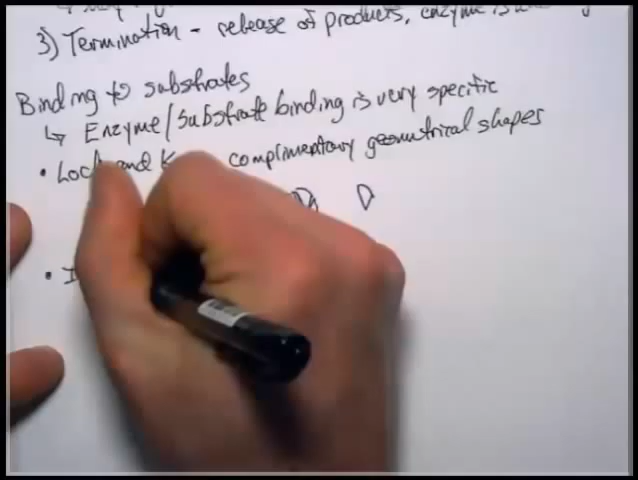 3) Termination - release of products, enzyme is
Binding to substrates
↳ Enzyme/Substrate binding is very specific
• Lock and K complimentary geometrical shapes
• I